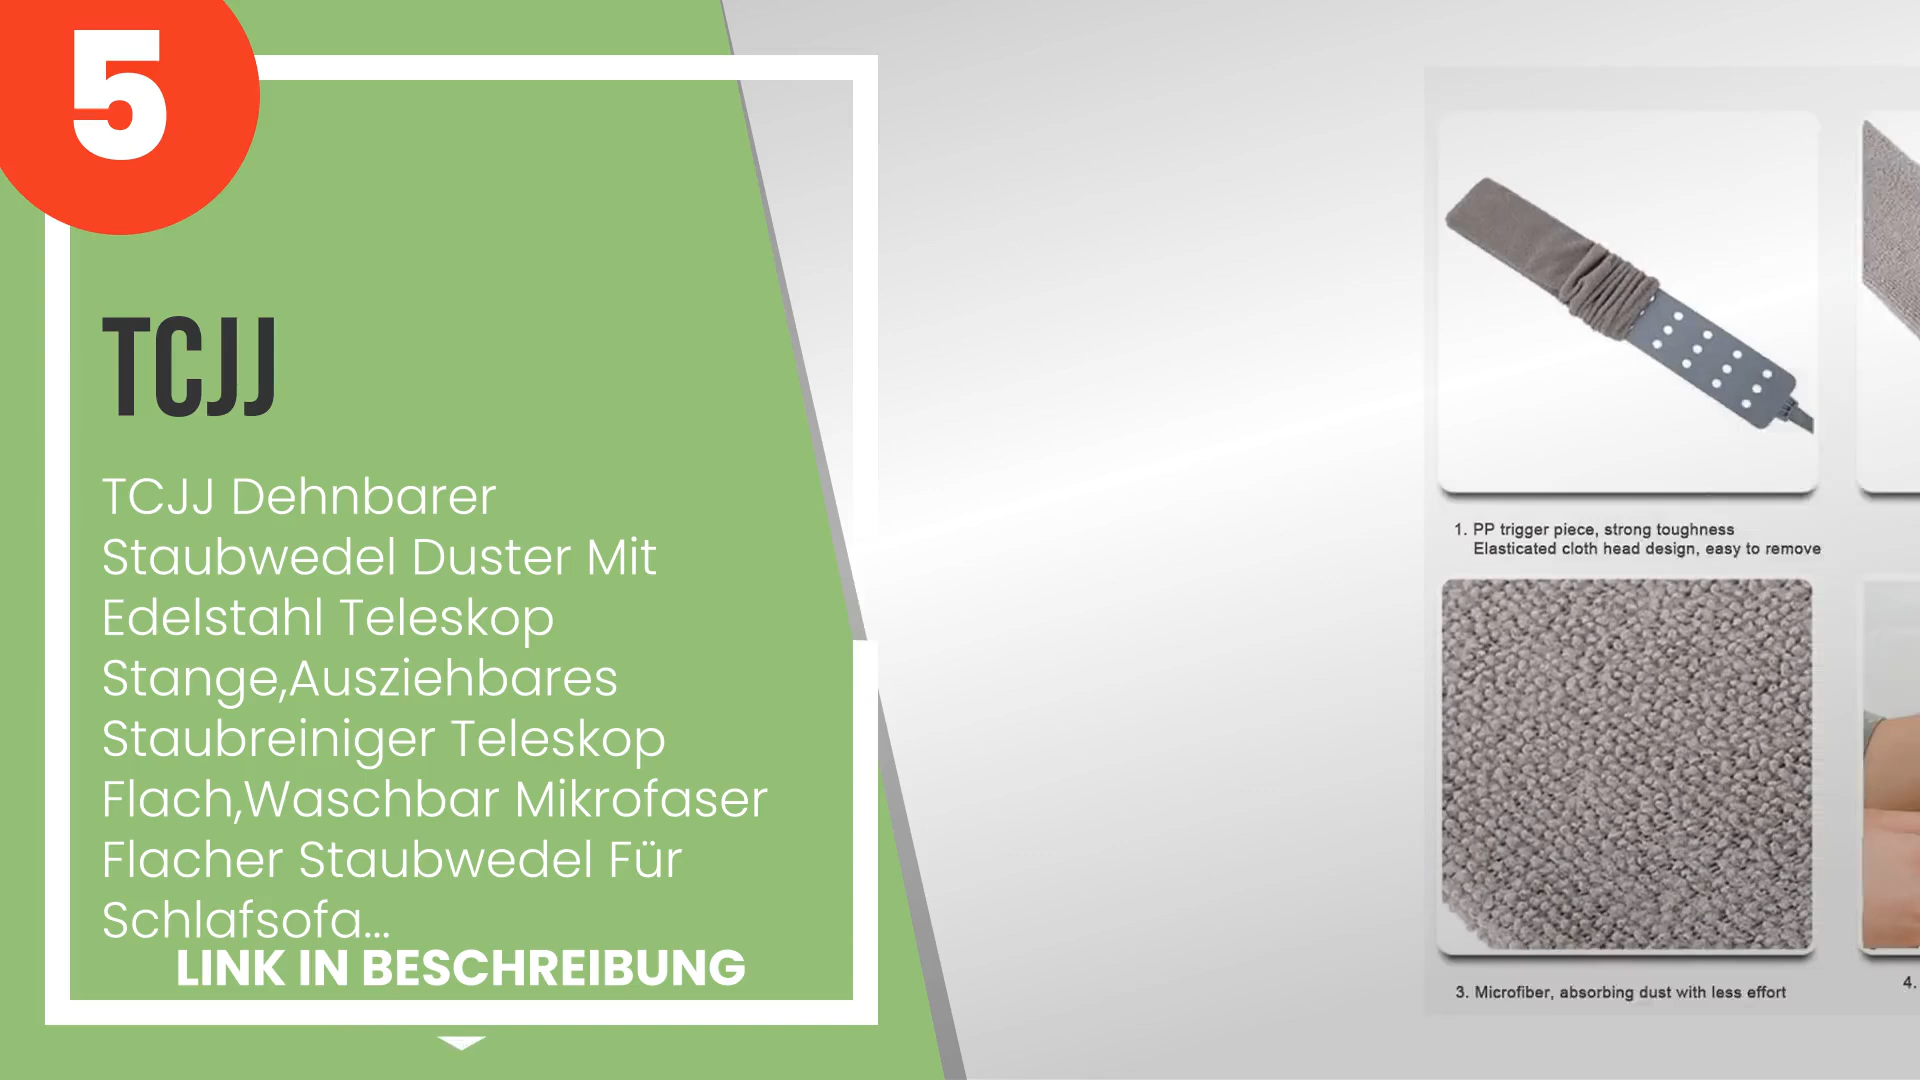 5
TCJJ
TCJJ Dehnbarer
Staubwedel Duster Mit
Edelstahl Teleskop
Stange,Ausziehbares
Staubreiniger Teleskop
Flach,Waschbar Mikrofaser
Flacher Staubwedel Für
Schlafsofa...
LINK IN BESCHREIBUNG
1. PP trigger piece, strong toughness
Elasticated cloth head design, easy to remove
3. Microfiber, absorbing dust with less effort
4.